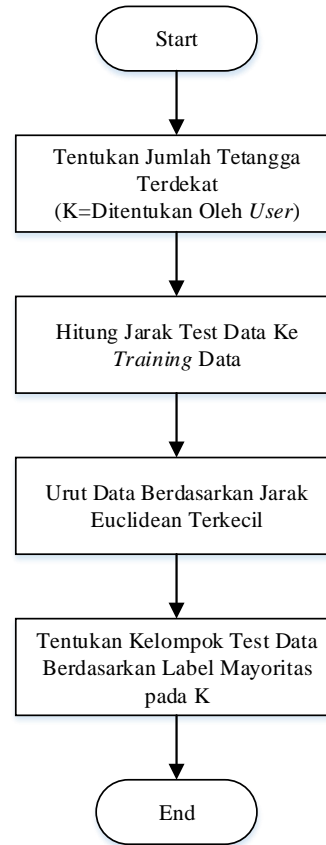 Start
Tentukan Jumlah Tetangga
Terdekat
(K=Ditentukan Oleh User)
Hitung Jarak Test Data Ke
Training Data
Urut Data Berdasarkan Jarak
Euclidean Terkecil
Tentukan Kelompok Test Data
Berdasarkan Label Mayoritas
pada K
End